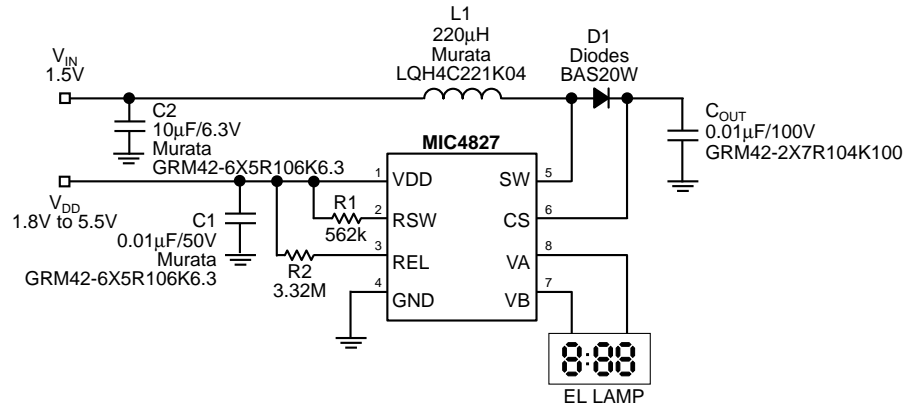 L1
220µH
Murata
LQH4C221K04
D1
Diodes
BAS20W
VIN
1.5V
C2
10µF/6.3V
Murata
GRM42-6X5R106K6.3
COUT
0.01µF/100V
GRM42-2X7R104K100
MIC4827
VDD
1.8V to 5.5V
C1
0.01µF/50V
Murata
GRM42-6X5R106K6.3
R1
562k
R2
3.32M
1 VDD SW 5
2 RSW CS 6
3 REL VA 8
4 GND VB 7
8:88
EL LAMP